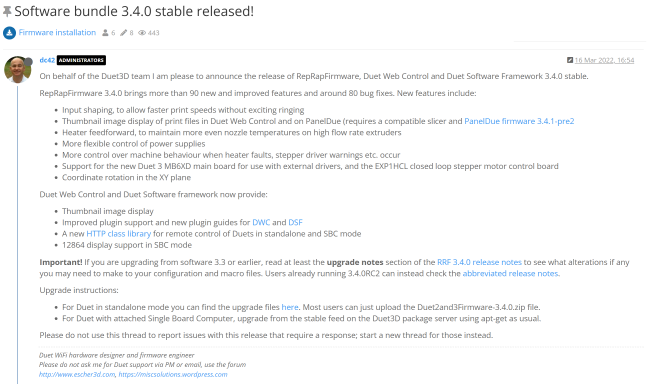 Software bundle 3.4.0 stable released!
Firmware installation 6 8 443
dc42 ADMINISTRATORS 16 Mar 2022, 16:54
On behalf of the Duet3D team I am pleased to announce the release of RepRapFirmware, Duet Web Control and Duet Software Framework 3.4.0 stable.
RepRapFirmware 3.4.0 brings more than 90 new and improved features and around 80 bug fixes. New features include:
• Input shaping, to allow faster print speeds without exciting ringing
• Thumbnail image display of print files in Duet Web Control and on PanelDue (requires a compatible slicer and PanelDue firmware 3.4.1-pre2
• Heater feedforward, to maintain more even nozzle temperatures on high flow rate extruders
• More flexible control of power supplies
• More control over machine behaviour when heater faults, stepper driver warnings etc. occur
• Support for the new Duet 3 MB6XD main board for use with external drivers, and the EXP1HCL closed loop stepper motor control board
• Coordinate rotation in the XY plane
Duet Web Control and Duet Software framework now provide:
• Thumbnail image display
• Improved plugin support and new plugin guides for DWC and DSF
• A new HTTP class library for remote control of Duets in standalone and SBC mode
• 12864 display support in SBC mode
Important! If you are upgrading from software 3.3 or earlier, read at least the upgrade notes section of the RRF 3.4.0 release notes to see what alterations if any
you may need to make to your configuration and macro files. Users already running 3.4.0RC2 can instead check the abbreviated release notes.
Upgrade instructions:
• For Duet in standalone mode you can find the upgrade files here. Most users can just upload the Duet2and3Firmware-3.4.0.zip file.
• For Duet with attached Single Board Computer, upgrade from the stable feed on the Duet3D package server using apt-get as usual.
Please do not use this thread to report issues with this release that require a response; start a new thread for those instead.
Duet WiFi hardware designer and firmware engineer
Please do not ask me for Duet support via PM or email, use the forum
http://www.escher3d.com, https://miscsolutions.wordpress.com